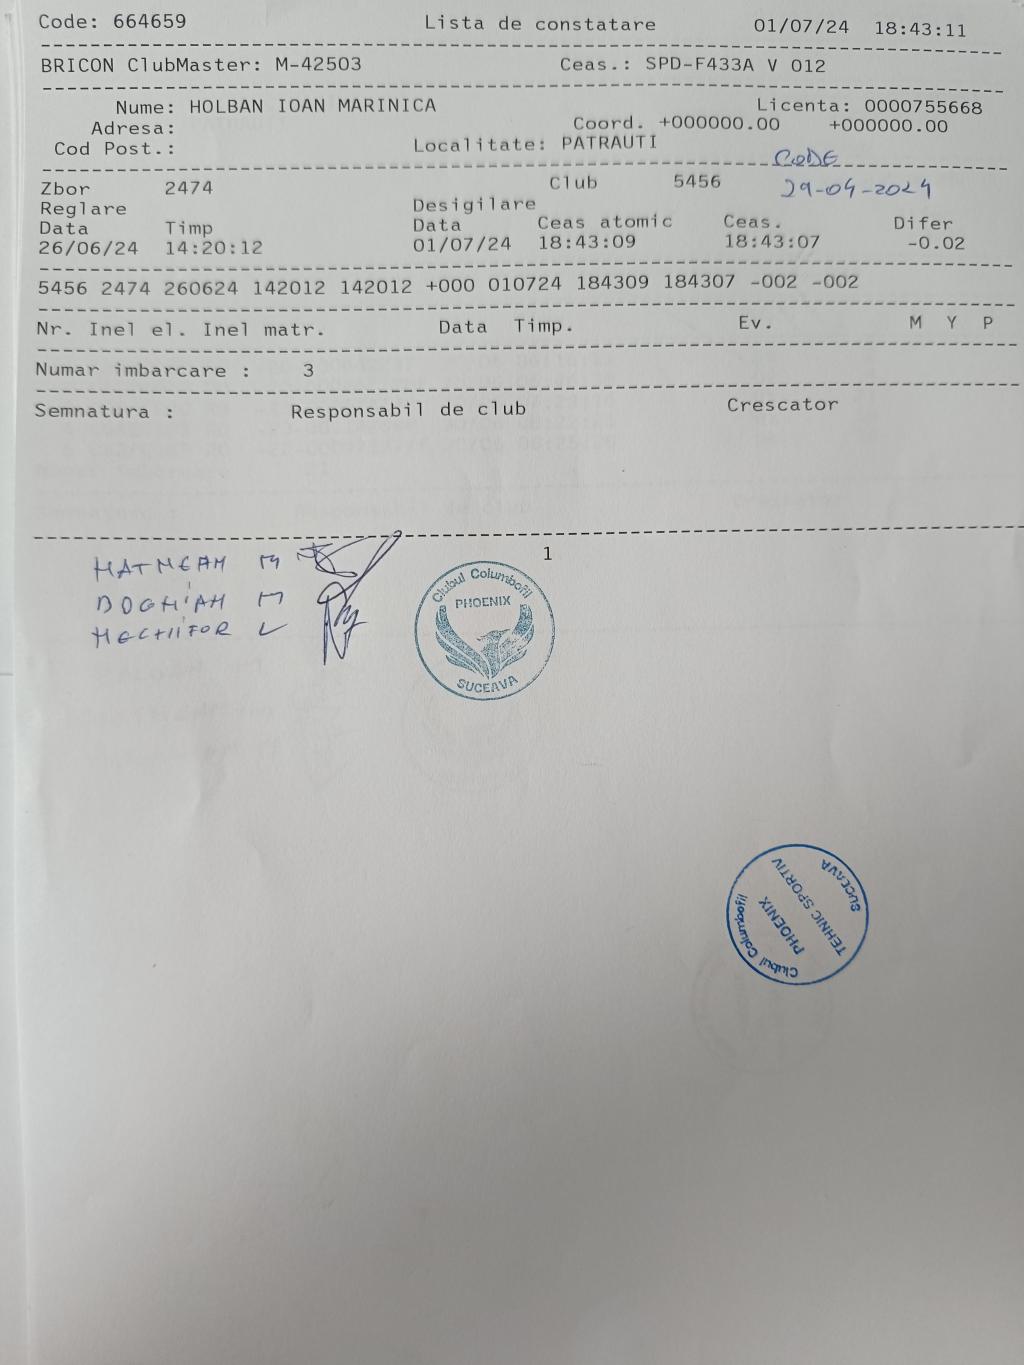 Code: 664659 Lista de constatare 01/07/24 18:43:11
BRICON ClubMaster: M-42503 Ceas.: SPD-F433A V 012
Nume: HOLBAN IOAN MARINICA Licenta: 0000755668
Adresa: Coord. +000000.00 +000000.00
Cod Post.: Localitate: PATRAUTI
CODE
Zbor 2474 Club 5456 29-04-2024
Reglare Desigilare
Data Timp Data Ceas atomic Ceas. Difer
26/06/24 14:20:12 01/07/24 18:43:09 18:43:07 -0.02
5456 2474 260624 142012 142012 +000 010724 184309 184307 -002 -002
Nr. Inel el. Inel matr. Data Timp. Ev. M Y P
Numar imbarcare : 3
Semnatura : Responsabil de club Crescator
1
Clubul Columbofil
PHOENIX
SUCEAVA
Clubul Columbofil
PHOENIX
TEHNIC SPORTIV
SUCEAVA